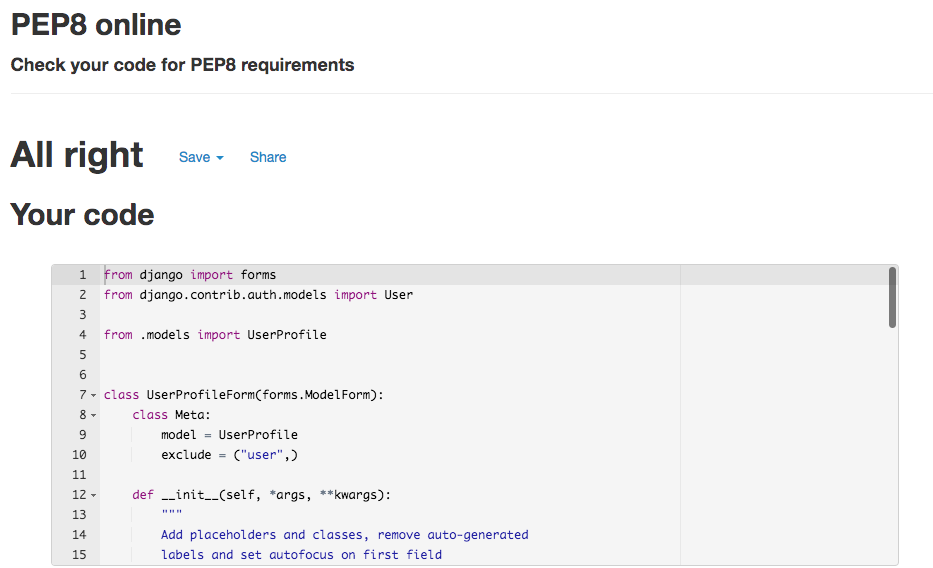 PEP8 online
Check your code for PEP8 requirements
All right Save Share
Your code
1 from django import forms
2 from django.contrib.auth.models import User
3
4 from .models import UserProfile
5
6
7 class UserProfileForm(forms.ModelForm):
8     class Meta:
9         model = UserProfile
10         exclude = ("user",)
11
12     def __init__(self, *args, **kwargs):
13         """
14         Add placeholders and classes, remove auto-generated
15         labels and set autofocus on first field